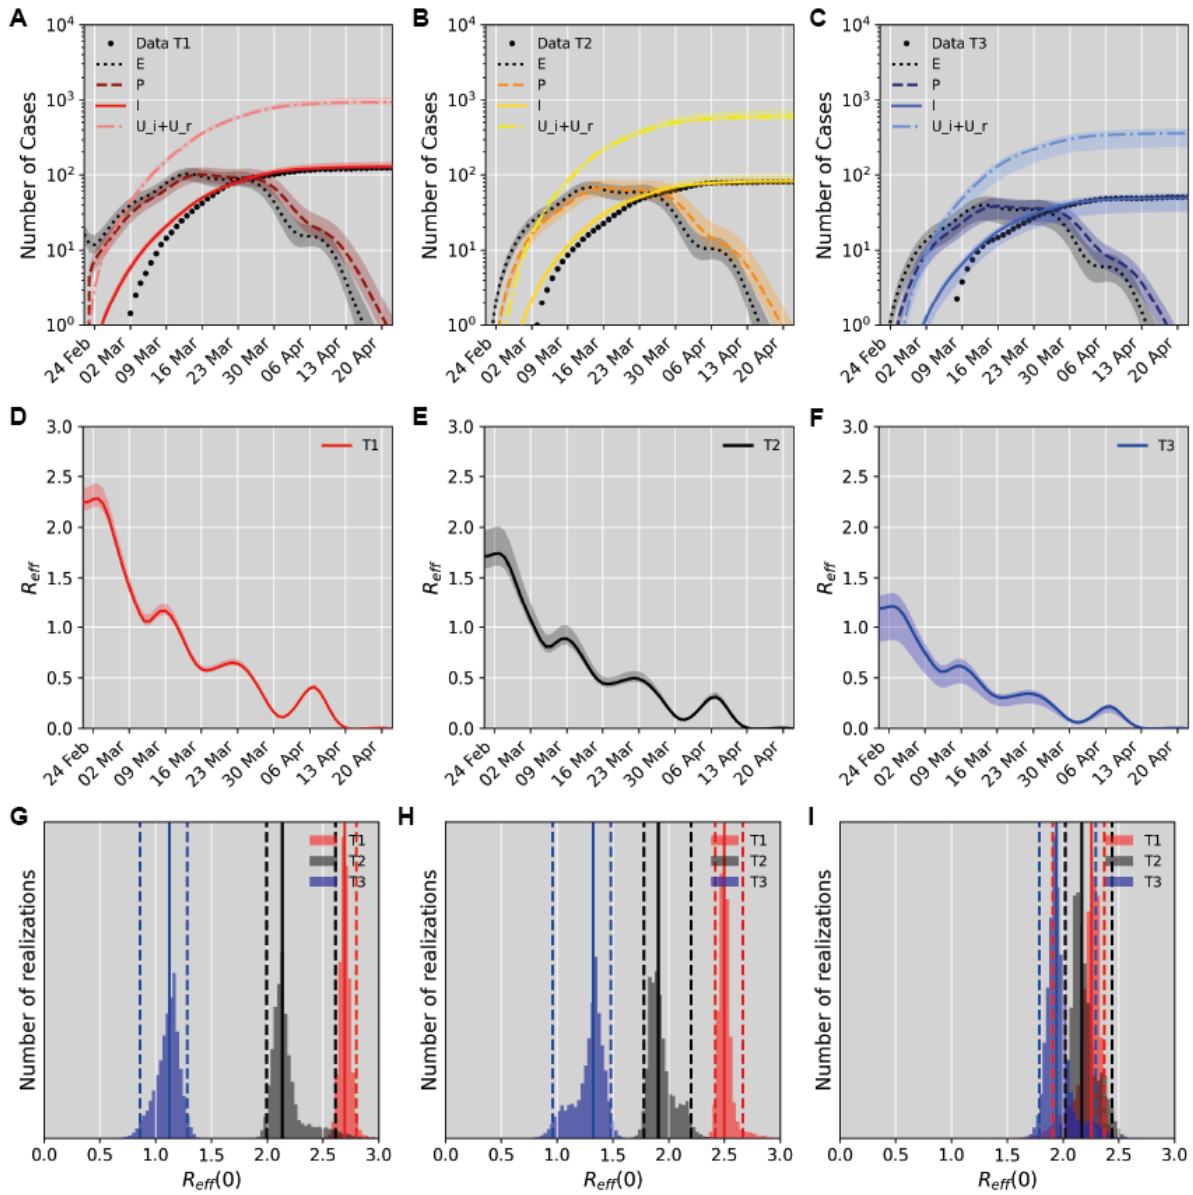 A
B
C
10⁴
10³
10²
10¹
10⁰
Number of Cases
Data T1
E
P
I
U_i+U_r
24 Feb
02 Mar
09 Mar
16 Mar
23 Mar
30 Mar
06 Apr
13 Apr
20 Apr
10⁴
10³
10²
10¹
10⁰
Number of Cases
Data T2
E
P
I
U_i+U_r
24 Feb
02 Mar
09 Mar
16 Mar
23 Mar
30 Mar
06 Apr
13 Apr
20 Apr
10⁴
10³
10²
10¹
10⁰
Number of Cases
Data T3
E
P
I
U_i+U_r
24 Feb
02 Mar
09 Mar
16 Mar
23 Mar
30 Mar
06 Apr
13 Apr
20 Apr
D
E
F
3.0
2.5
2.0
1.5
1.0
0.5
0.0
R_eff
T1
24 Feb
02 Mar
09 Mar
16 Mar
23 Mar
30 Mar
06 Apr
13 Apr
20 Apr
3.0
2.5
2.0
1.5
1.0
0.5
0.0
R_eff
T2
24 Feb
02 Mar
09 Mar
16 Mar
23 Mar
30 Mar
06 Apr
13 Apr
20 Apr
3.0
2.5
2.0
1.5
1.0
0.5
0.0
R_eff
T3
24 Feb
02 Mar
09 Mar
16 Mar
23 Mar
30 Mar
06 Apr
13 Apr
20 Apr
G
H
I
Number of realizations
T1
T2
T3
0.0 0.5 1.0 1.5 2.0 2.5 3.0
R_eff(0)
Number of realizations
T1
T2
T3
0.0 0.5 1.0 1.5 2.0 2.5 3.0
R_eff(0)
Number of realizations
T1
T2
T3
0.0 0.5 1.0 1.5 2.0 2.5 3.0
R_eff(0)